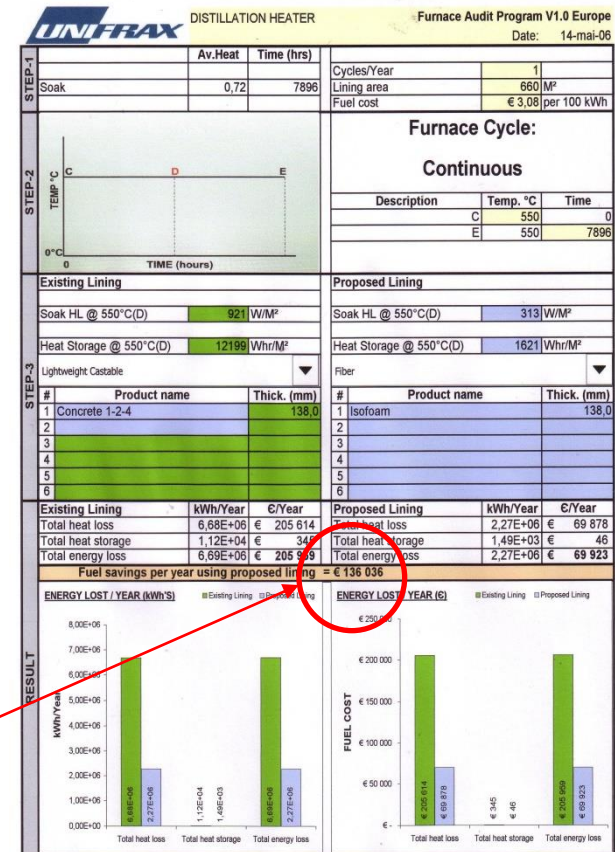 UNIFRAX DISTILLATION HEATER Furnace Audit Program V1.0 Europe
Date: 14-mai-06
STEP-1
Av.Heat Time (hrs)
Soak 0,72 7896
Cycles/Year 1
Lining area 660 M²
Fuel cost € 3,08 per 100 kWh
STEP-2
TEMP °C
C D E
0°C
0 TIME (hours)
Furnace Cycle:
Continuous
Description Temp. °C Time
C 550 0
E 550 7896
STEP-3
Existing Lining
Soak HL @ 550°C(D) 921 W/M²
Heat Storage @ 550°C(D) 12199 Whr/M²
Lightweight Castable
# Product name Thick. (mm)
1 Concrete 1-2-4 138,0
2
3
4
5
6
Proposed Lining
Soak HL @ 550°C(D) 313 W/M²
Heat Storage @ 550°C(D) 1621 Whr/M²
Fiber
# Product name Thick. (mm)
1 Isofoam 138,0
2
3
4
5
6
Existing Lining kWh/Year €/Year
Total heat loss 6,68E+06 € 205 614
Total heat storage 1,12E+04 € 345
Total energy loss 6,69E+06 € 205 959
Proposed Lining kWh/Year €/Year
Total heat loss 2,27E+06 € 69 878
Total heat storage 1,49E+03 € 46
Total energy loss 2,27E+06 € 69 923
Fuel savings per year using proposed lining = € 136 036
RESULT
ENERGY LOST / YEAR (kWh'S) Existing Lining Proposed Lining
kWh/Year
8,00E+06
7,00E+06
6,00E+06
5,00E+06
4,00E+06
3,00E+06
2,00E+06
1,00E+06
0,00E+00
6,68E+06 2,27E+06 1,12E+04 1,49E+03 6,69E+06 2,27E+06
Total heat loss Total heat storage Total energy loss
ENERGY LOST / YEAR (€) Existing Lining Proposed Lining
FUEL COST
€ 250 000
€ 200 000
€ 150 000
€ 100 000
€ 50 000
€ -
€ 205 614 € 69 878 € 345 € 46 € 205 959 € 69 923
Total heat loss Total heat storage Total energy loss